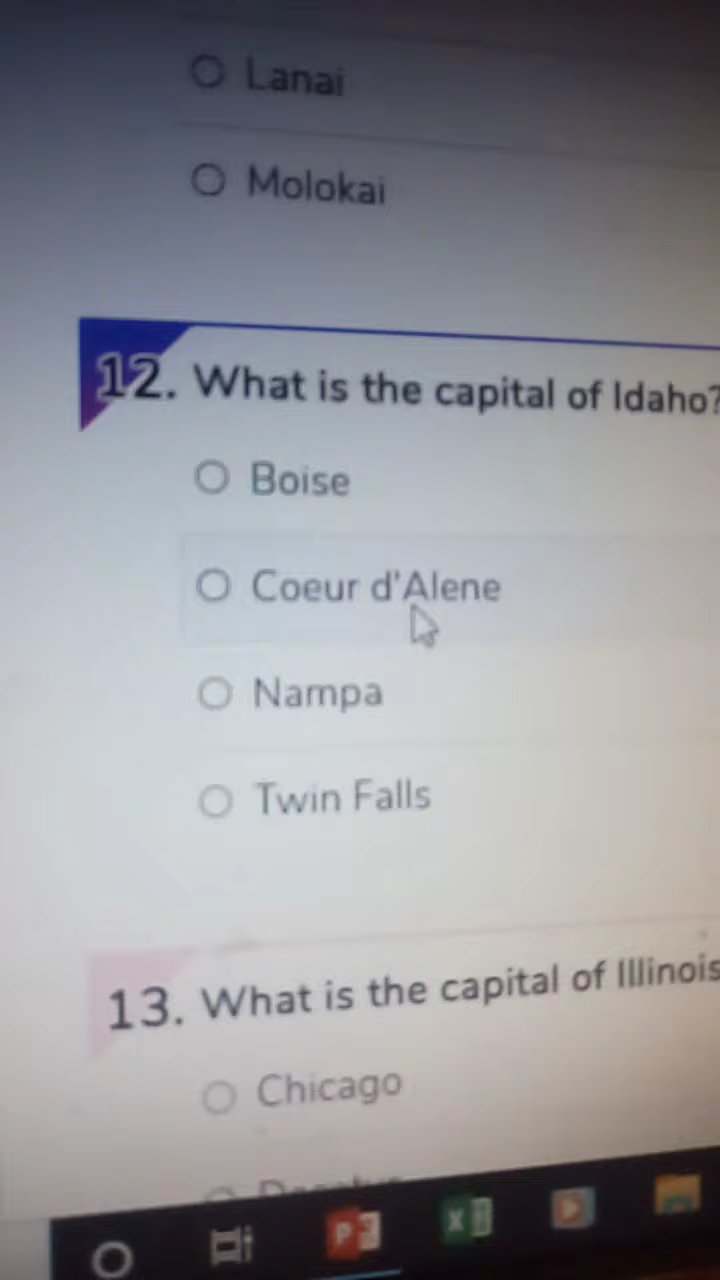 Lanai
Molokai
12. What is the capital of Idaho?
Boise
Coeur d'Alene
Nampa
Twin Falls
13. What is the capital of Illinois
Chicago